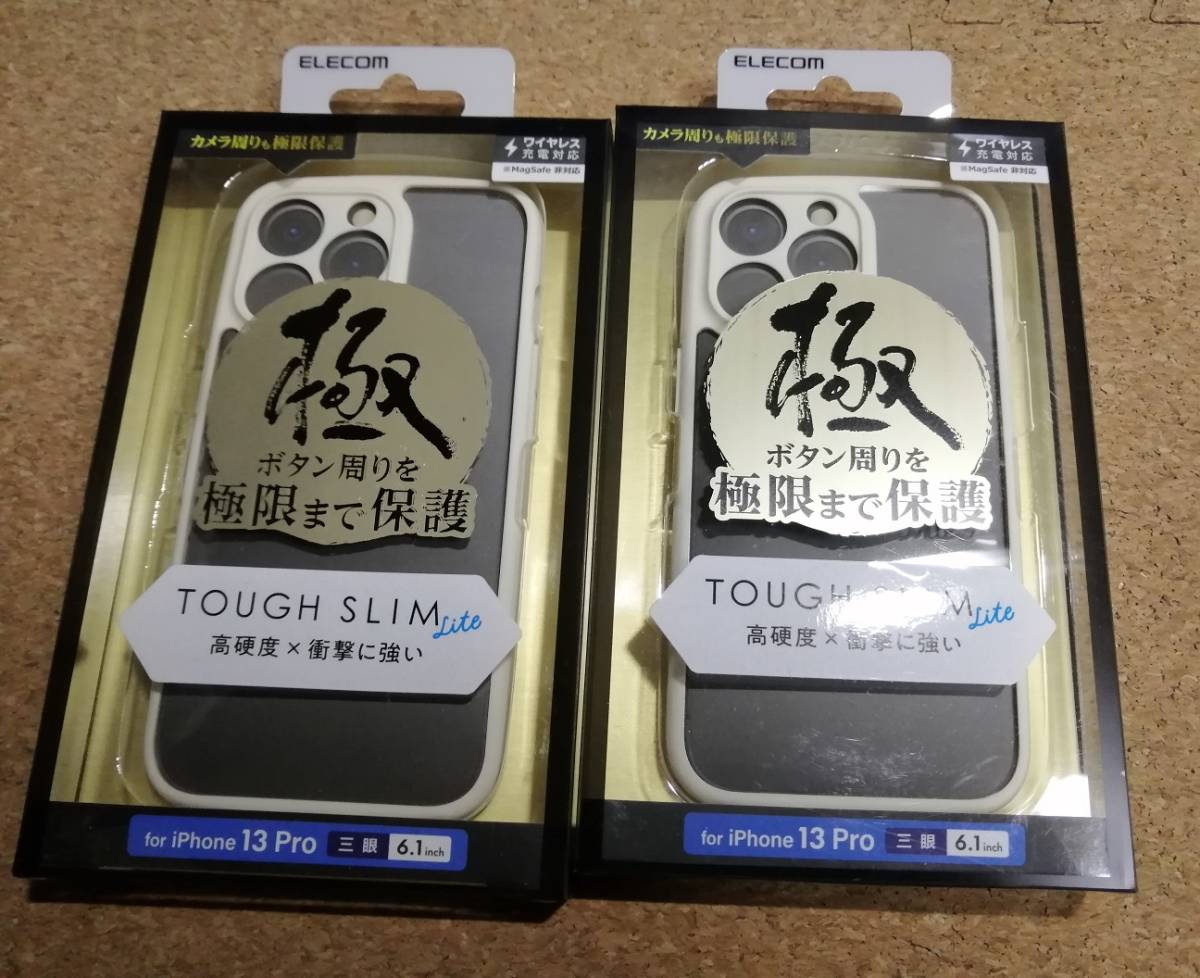 ELECOM
カメラ周りも極限保護
ワイヤレス
充電対応
※MagSafe 非対応
極
ボタン周りを
極限まで保護
TOUGH SLIM Lite
高硬度×衝撃に強い
for iPhone 13 Pro 三眼 6.1inch
ELECOM
カメラ周りも極限保護
ワイヤレス
充電対応
※MagSafe 非対応
極
ボタン周りを
極限まで保護
TOUGH SLIM Lite
高硬度×衝撃に強い
for iPhone 13 Pro 三眼 6.1inch